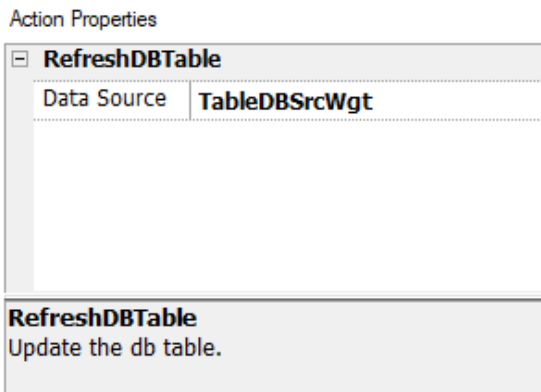 Action Properties
RefreshDBTable
Data Source TableDBSrcWgt
RefreshDBTable
Update the db table.